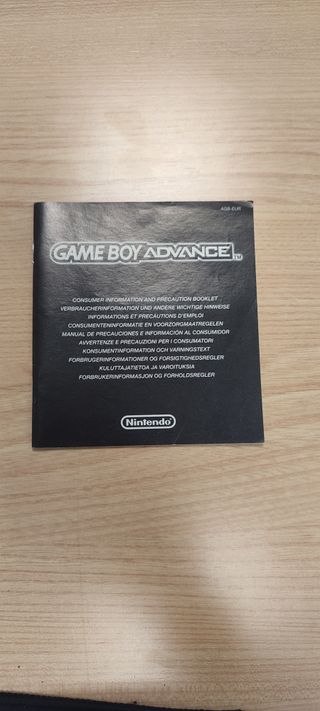 AGB-EUR
GAME BOY ADVANCE TM
CONSUMER INFORMATION AND PRECAUTION BOOKLET
VERBRAUCHERINFORMATION UND ANDERE WICHTIGE HINWEISE
INFORMATIONS ET PRÉCAUTIONS D'EMPLOI
CONSUMENTENINFORMATIE EN VOORZORGMAATREGELEN
MANUAL DE PRECAUCIONES E INFORMACIÓN AL CONSUMIDOR
AVVERTENZE E PRECAUZIONI PER I CONSUMATORI
KONSUMENTINFORMATION OCH VARNINGSTEXT
FORBRUGERINFORMATIONER OG FORSIGTIGHEDSREGLER
KULUTTAJATIETOA JA VAROITUKSIA
FORBRUKERINFORMASJON OG FORHOLDSREGLER
Nintendo